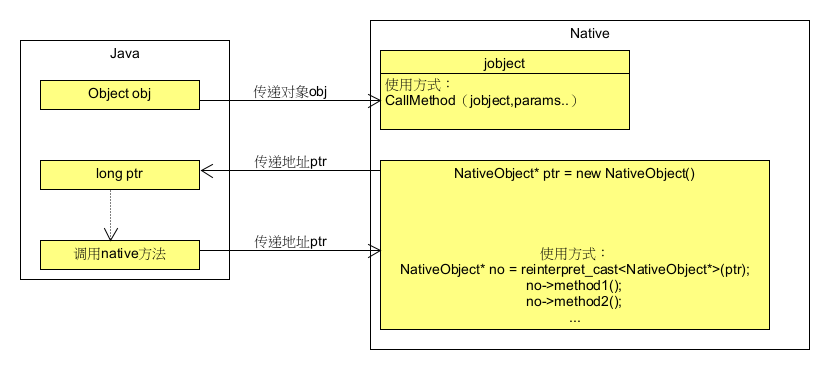 Java
Native
Object obj
传递对象obj
jobject
使用方式：
CallMethod（jobject,params..）
long ptr
传递地址ptr
NativeObject* ptr = new NativeObject()
调用native方法
传递地址ptr
使用方式：
NativeObject* no = reinterpret_cast<NativeObject*>(ptr);
no->method1();
no->method2();
...